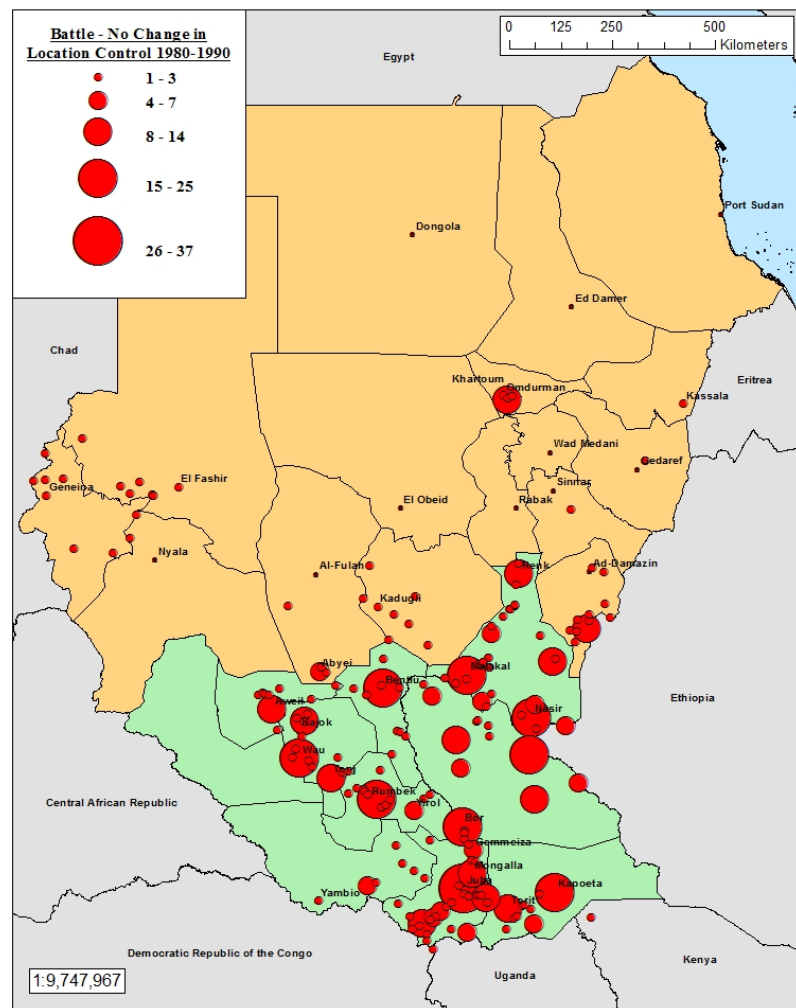 Battle - No Change in
Location Control 1980-1990
1 - 3
4 - 7
8 - 14
15 - 25
26 - 37
0 125 250 500
Kilometers
Egypt
Port Sudan
Dongola
Ed Damer
Chad
Khartoum
Omdurman
Kassala
Eritrea
Wad Medani
Gedaref
Geneina
El Fashir
Sinnar
El Obeid
Rabak
Nyala
Al-Fulah
Renk
Ad-Damazin
Kadugli
Abyei
Malakal
Bentiu
Ethiopia
Aweil
Nasir
Gajok
Wau
Tonj
Central African Republic
Rumbek
Yirol
Bor
Gemmeiza
Mongalla
Juba
Kapoeta
Yambio
Torit
Democratic Republic of the Congo
Kenya
Uganda
1:9,747,967